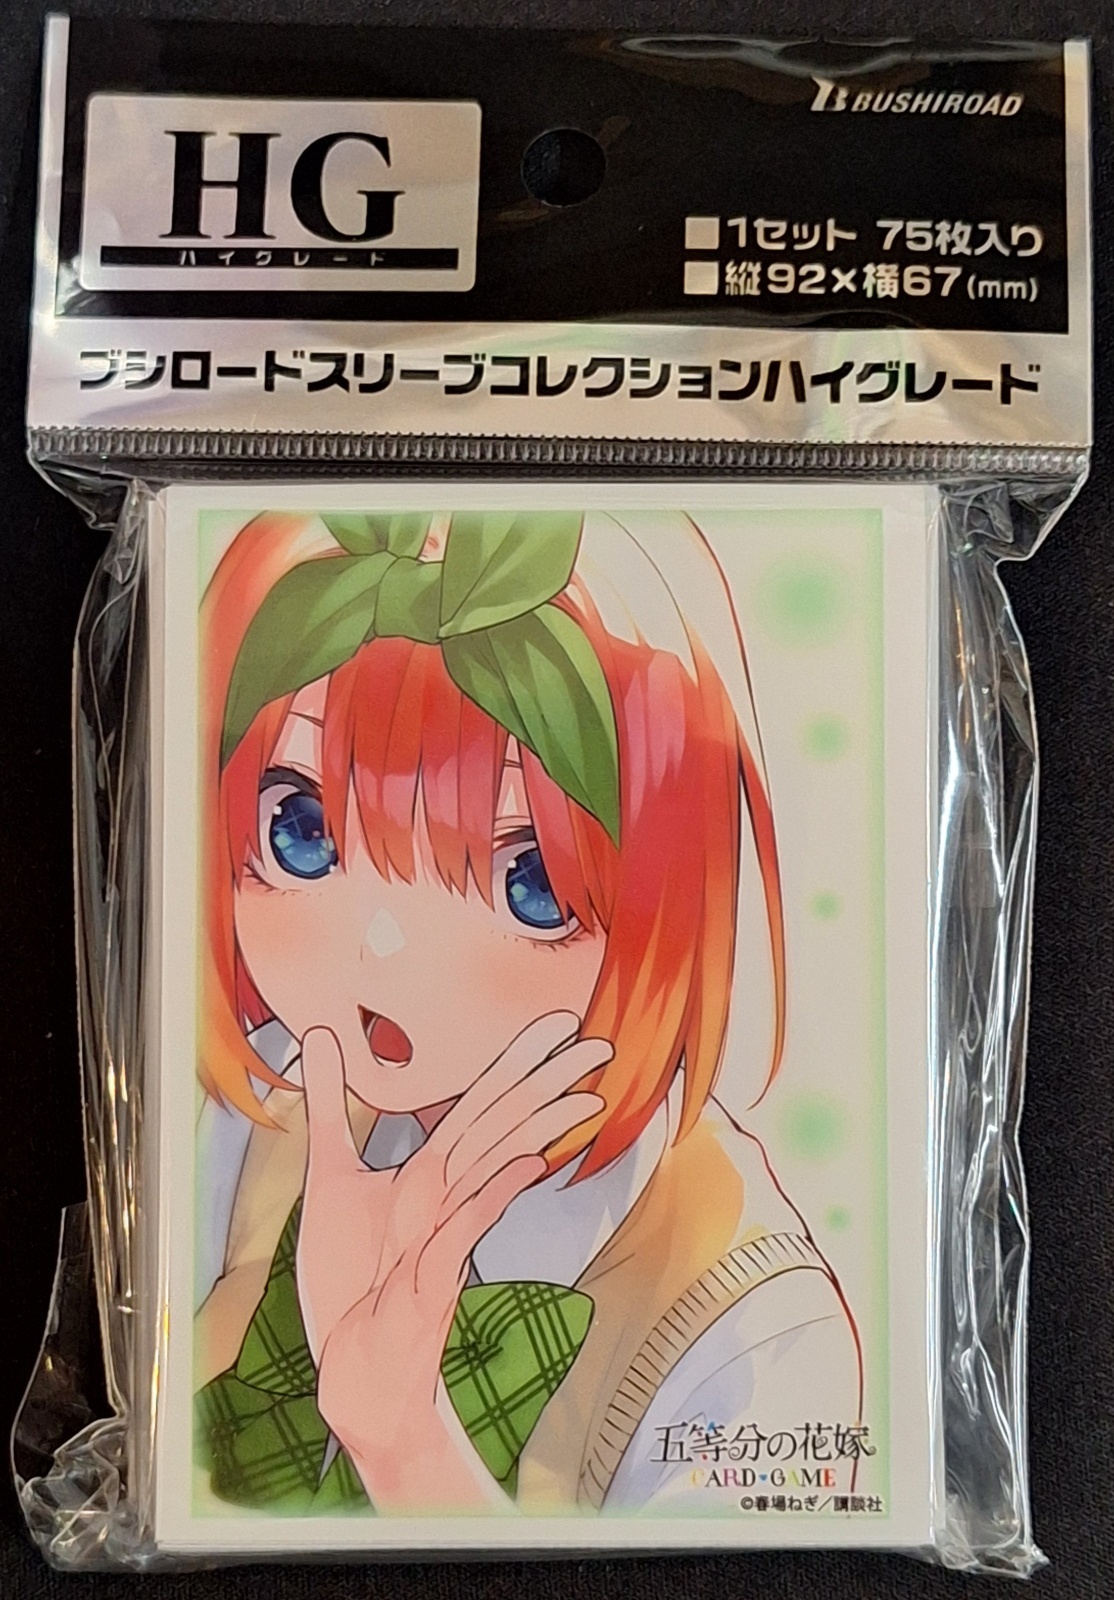 HG
ハイグレード
BUSHIROAD
■1セット 75枚入り
■縦92×横67(mm)
ブシロードスリーブコレクションハイグレード
五等分の花嫁
CARD♥GAME
©春場ねぎ/講談社